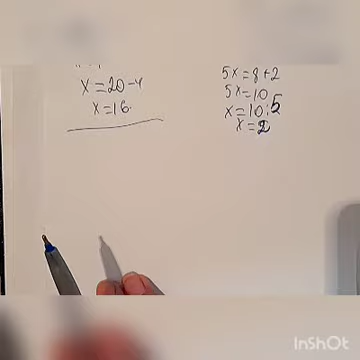 x = 20 - 4
x = 16.
5x = 8 + 2
5x = 10
x = 10 : 5
x = 2
InShOt